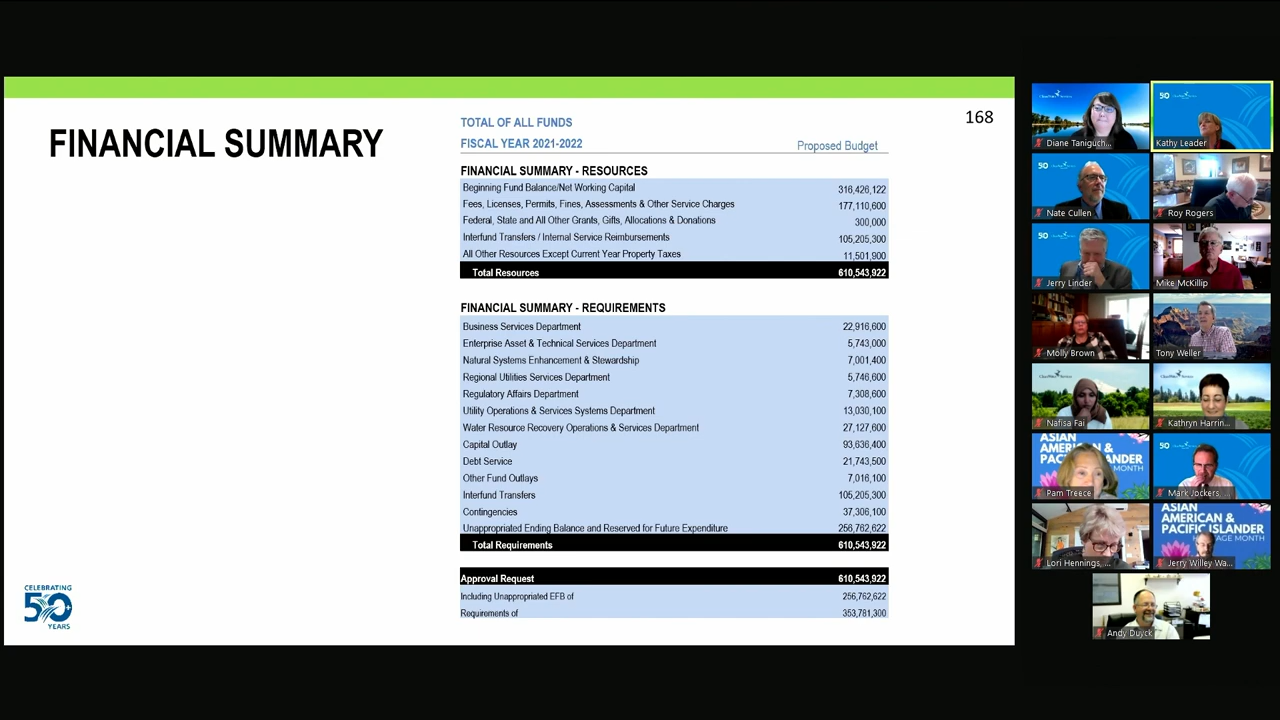 FINANCIAL SUMMARY
168
TOTAL OF ALL FUNDS
FISCAL YEAR 2021-2022
Proposed Budget
FINANCIAL SUMMARY - RESOURCES
Beginning Fund Balance/Net Working Capital 316,426,122
Fees, Licenses, Permits, Fines, Assessments & Other Service Charges 177,110,600
Federal, State and All Other Grants, Gifts, Allocations & Donations 300,000
Interfund Transfers / Internal Service Reimbursements 105,205,300
All Other Resources Except Current Year Property Taxes 11,501,900
Total Resources 610,543,922
FINANCIAL SUMMARY - REQUIREMENTS
Business Services Department 22,916,600
Enterprise Asset & Technical Services Department 5,743,000
Natural Systems Enhancement & Stewardship 7,001,400
Regional Utilities Services Department 5,746,600
Regulatory Affairs Department 7,308,600
Utility Operations & Services Systems Department 13,030,100
Water Resource Recovery Operations & Services Department 27,127,600
Capital Outlay 93,636,400
Debt Service 21,743,500
Other Fund Outlays 7,016,100
Interfund Transfers 105,205,300
Contingencies 37,306,100
Unappropriated Ending Balance and Reserved for Future Expenditure 256,762,622
Total Requirements 610,543,922
Approval Request 610,543,922
Including Unappropriated EFB of 256,762,622
Requirements of 353,781,300
CELEBRATING
50
YEARS
Diane Taniguch...
50
Kathy Leader
50
Nate Cullen
Roy Rogers
50
Jerry Linder
Mike McKillip
Molly Brown
Tony Weller
Nafisa Fai
Kathryn Harrin...
ASIAN
AMERICAN &
Pam Treece
50
Mark Jockers, ...
Lori Hennings, ...
ASIAN
AMERICAN &
PACIFIC ISLANDER
Jerry Willey Wa...
Andy Duyck